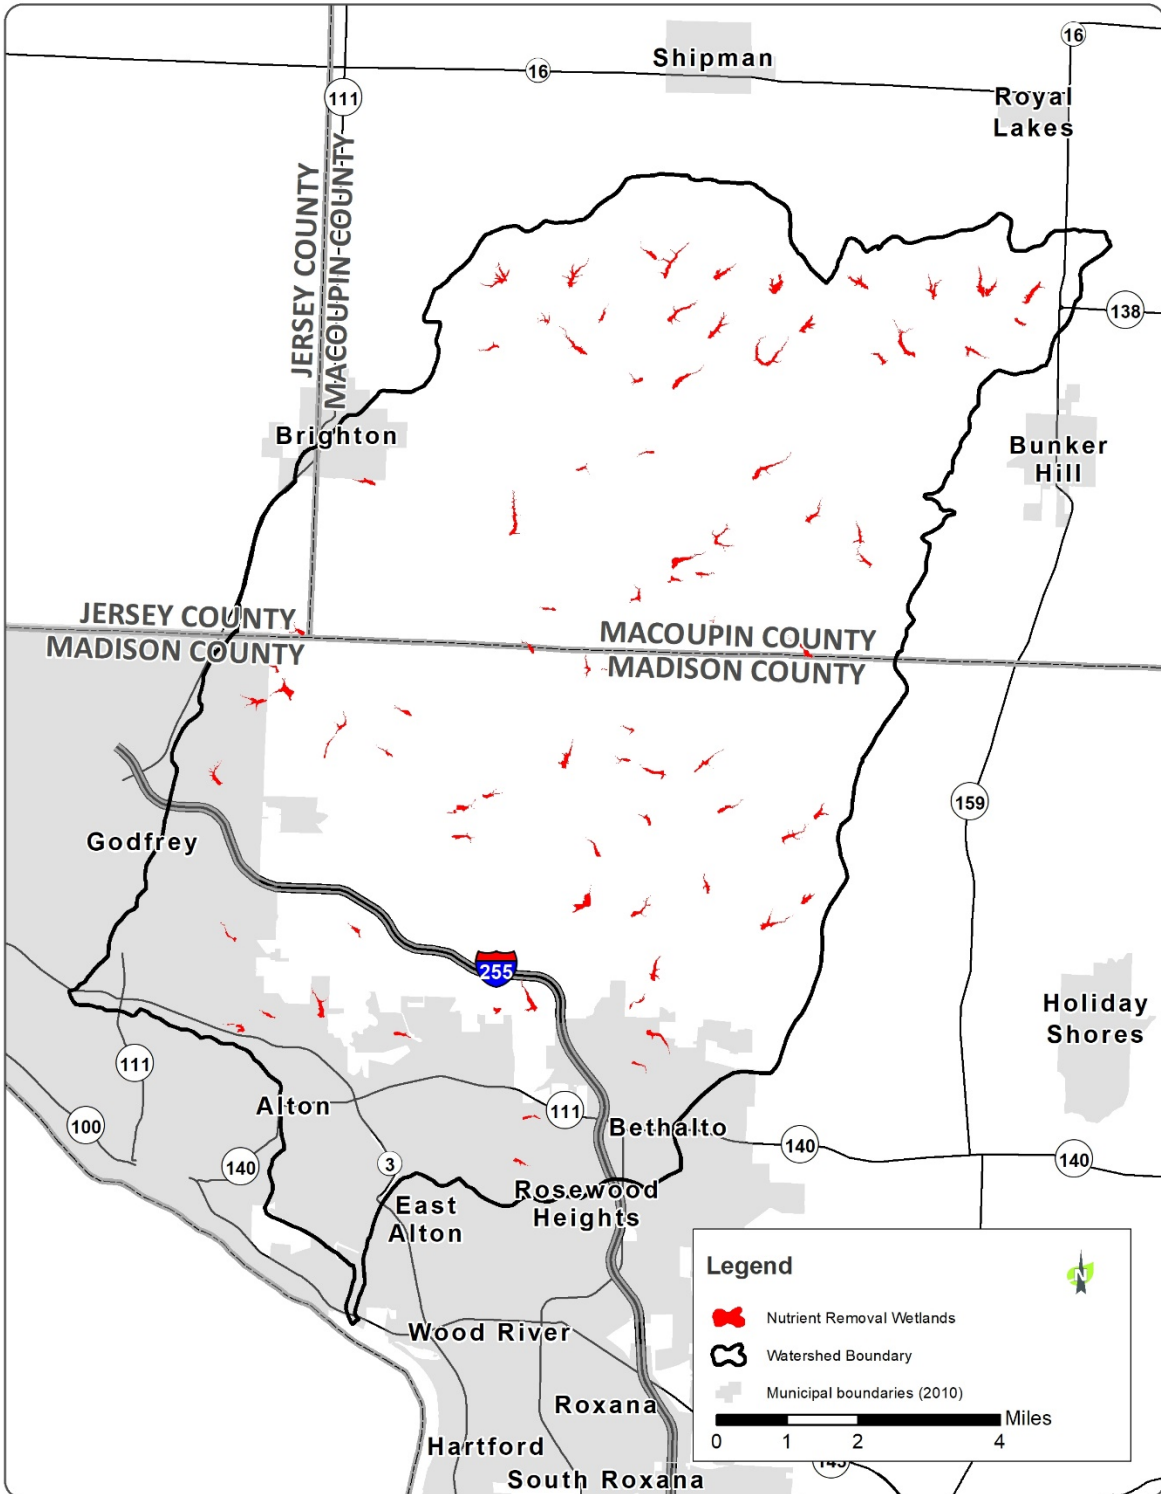 Shipman
16
16
111
Royal
Lakes
JERSEY COUNTY
MACOUPIN COUNTY
138
Brighton
Bunker
Hill
JERSEY COUNTY
MACOUPIN COUNTY
MADISON COUNTY
MADISON COUNTY
159
Godfrey
255
Holiday
Shores
111
Alton
111
100
Bethalto
140
140
140
3
Rosewood
Heights
East
Alton
Legend
N
Nutrient Removal Wetlands
Wood River
Watershed Boundary
Municipal boundaries (2010)
Roxana
Miles
0 1 2 4
Hartford
South Roxana